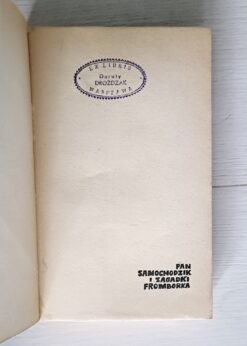 EX LIBRIS
Doroty
DROŻDŻAK
WARSZAWA
PAN
SAMOCHODZIK
I ZAGADKI
FROMBORKA